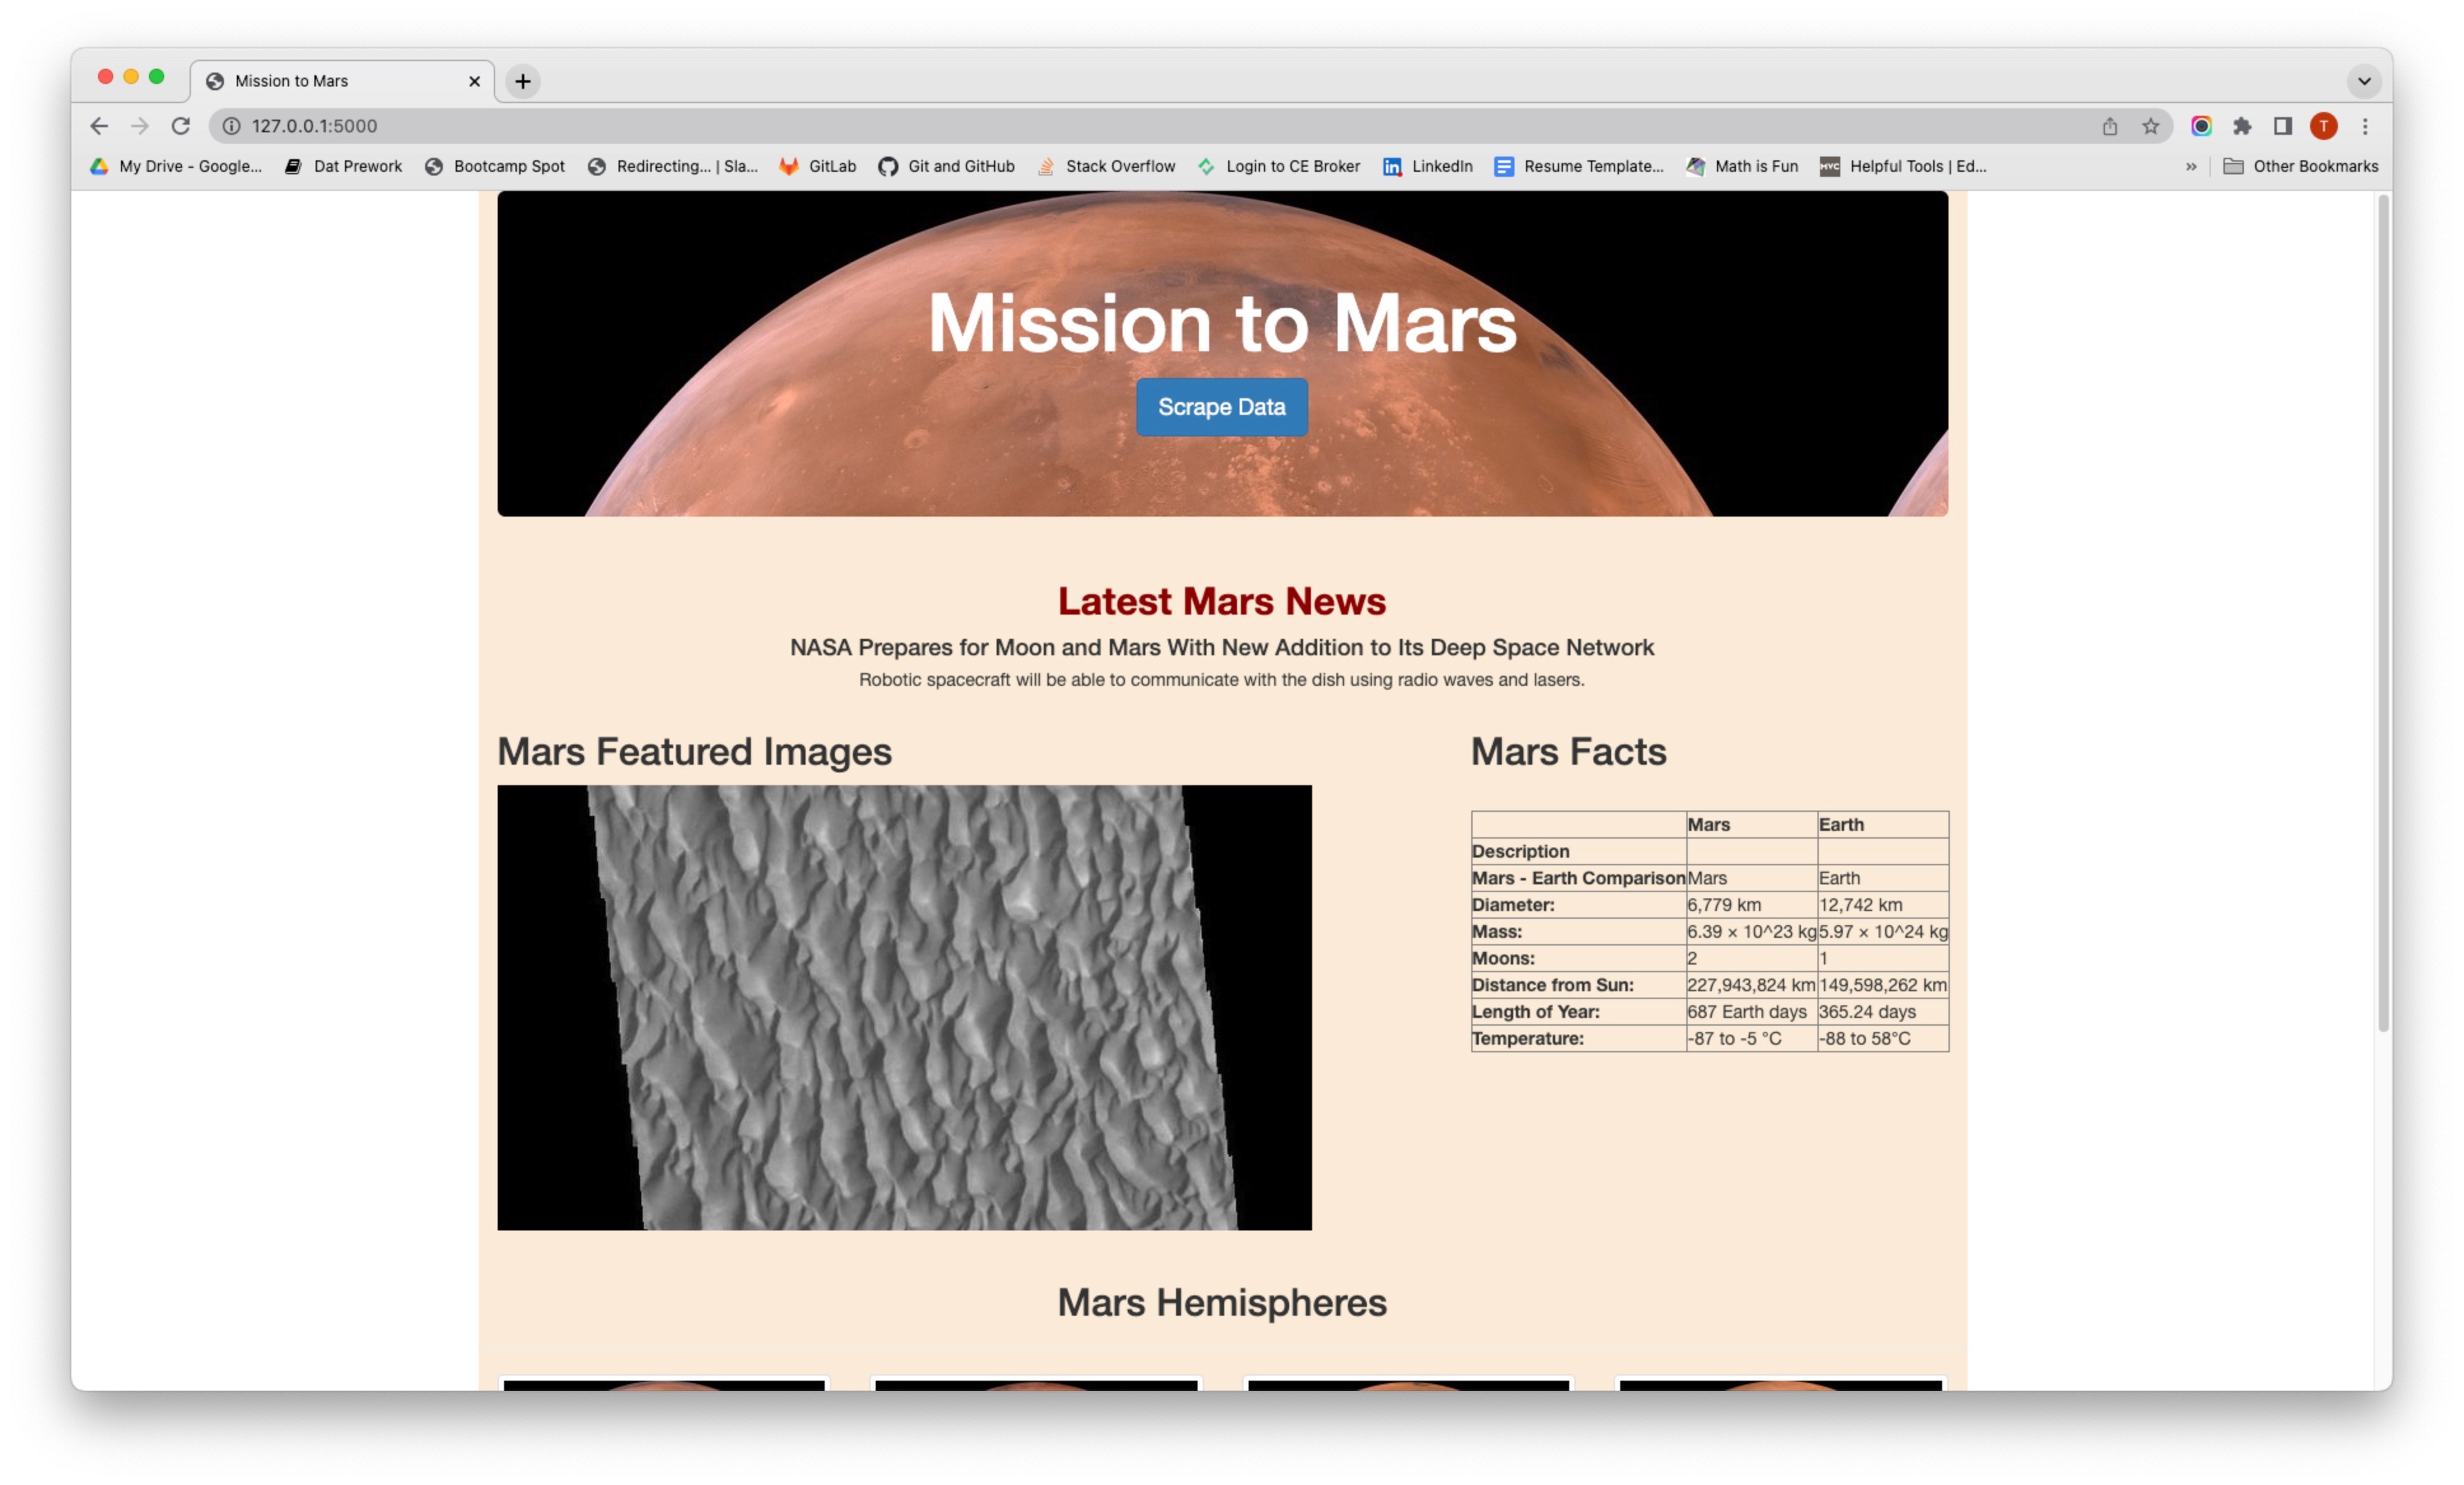 Mission to Mars
127.0.0.1:5000
My Drive - Google... Dat Prework Bootcamp Spot Redirecting... | Sla... GitLab Git and GitHub Stack Overflow Login to CE Broker LinkedIn Resume Template... Math is Fun MVC Helpful Tools | Ed... » Other Bookmarks
T
Mission to Mars
Scrape Data
Latest Mars News
NASA Prepares for Moon and Mars With New Addition to Its Deep Space Network
Robotic spacecraft will be able to communicate with the dish using radio waves and lasers.
Mars Featured Images
Mars Facts
Mars Earth
Description
Mars - Earth Comparison Mars Earth
Diameter: 6,779 km 12,742 km
Mass: 6.39 × 10^23 kg 5.97 × 10^24 kg
Moons: 2 1
Distance from Sun: 227,943,824 km 149,598,262 km
Length of Year: 687 Earth days 365.24 days
Temperature: -87 to -5 °C -88 to 58°C
Mars Hemispheres